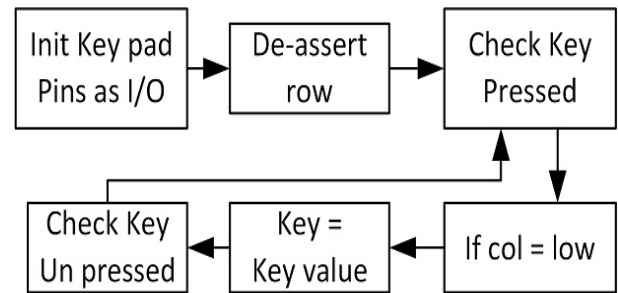 Init Key pad
Pins as I/O
De-assert
row
Check Key
Pressed
If col = low
Key =
Key value
Check Key
Un pressed